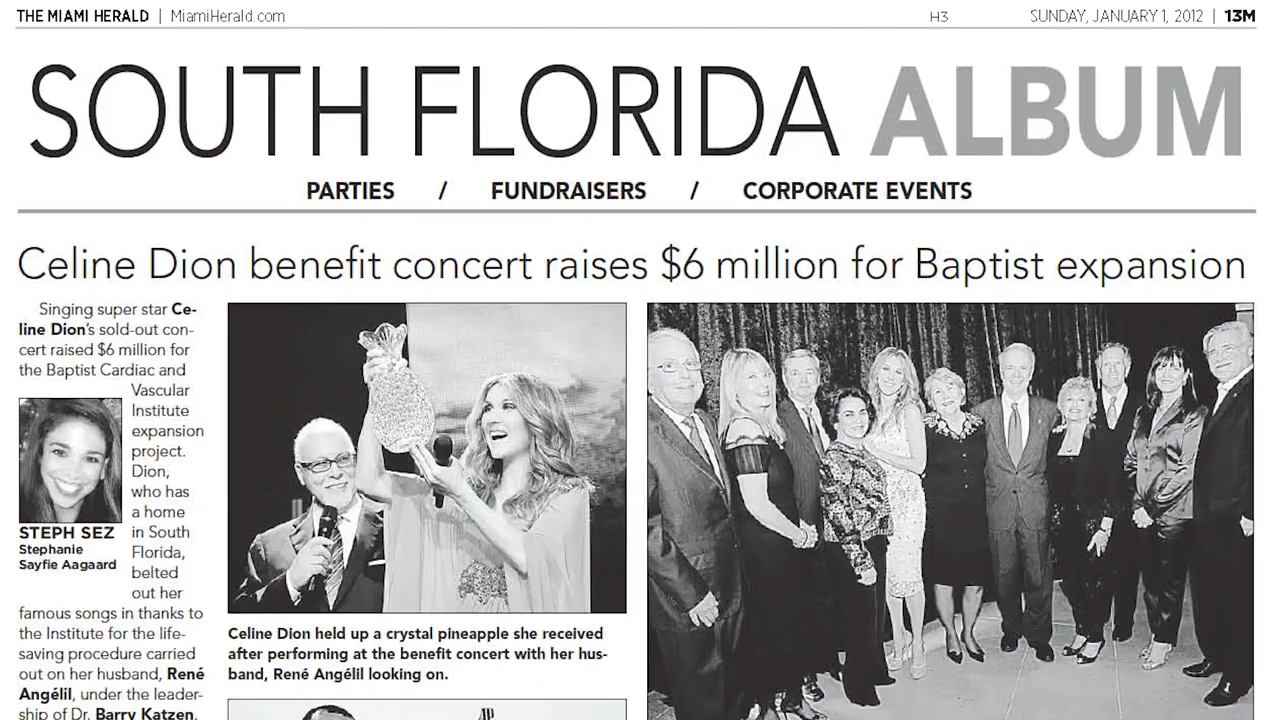 THE MIAMI HERALD | MiamiHerald.com
H3
SUNDAY, JANUARY 1, 2012 | 13M
SOUTH FLORIDA ALBUM
PARTIES / FUNDRAISERS / CORPORATE EVENTS
Celine Dion benefit concert raises $6 million for Baptist expansion
Singing super star Ce-
line Dion's sold-out con-
cert raised $6 million for
the Baptist Cardiac and
Vascular
Institute
expansion
project.
Dion,
who has
a home
in South
Florida,
belted
out her
famous songs in thanks to
the Institute for the life-
saving procedure carried
out on her husband, René
Angélil, under the leader-
ship of Dr. Barry Katzen.
STEPH SEZ
Stephanie
Sayfie Aagaard
Celine Dion held up a crystal pineapple she received
after performing at the benefit concert with her hus-
band, René Angélil looking on.